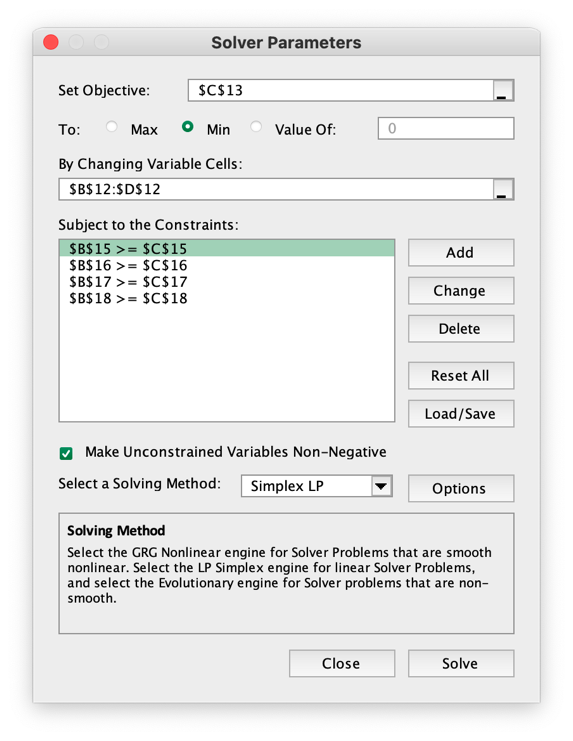 Solver Parameters
Set Objective: $C$13
To: Max Min Value Of: 0
By Changing Variable Cells:
$B$12:$D$12
Subject to the Constraints:
$B$15 >= $C$15
$B$16 >= $C$16
$B$17 >= $C$17
$B$18 >= $C$18
Add
Change
Delete
Reset All
Load/Save
Make Unconstrained Variables Non-Negative
Select a Solving Method: Simplex LP Options
Solving Method
Select the GRG Nonlinear engine for Solver Problems that are smooth
nonlinear. Select the LP Simplex engine for linear Solver Problems,
and select the Evolutionary engine for Solver problems that are non-
smooth.
Close Solve